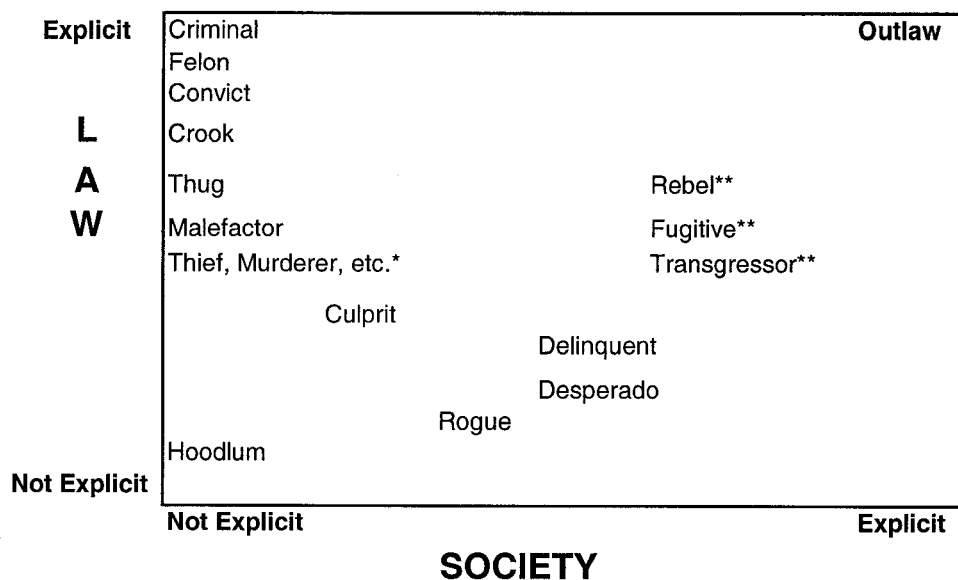 Explicit Criminal Outlaw
Felon
Convict
L Crook
A Thug Rebel**
W Malefactor Fugitive**
Thief, Murderer, etc.* Transgressor**
Culprit
Delinquent
Desperado
Rogue
Hoodlum
Not Explicit
Not Explicit Explicit
SOCIETY